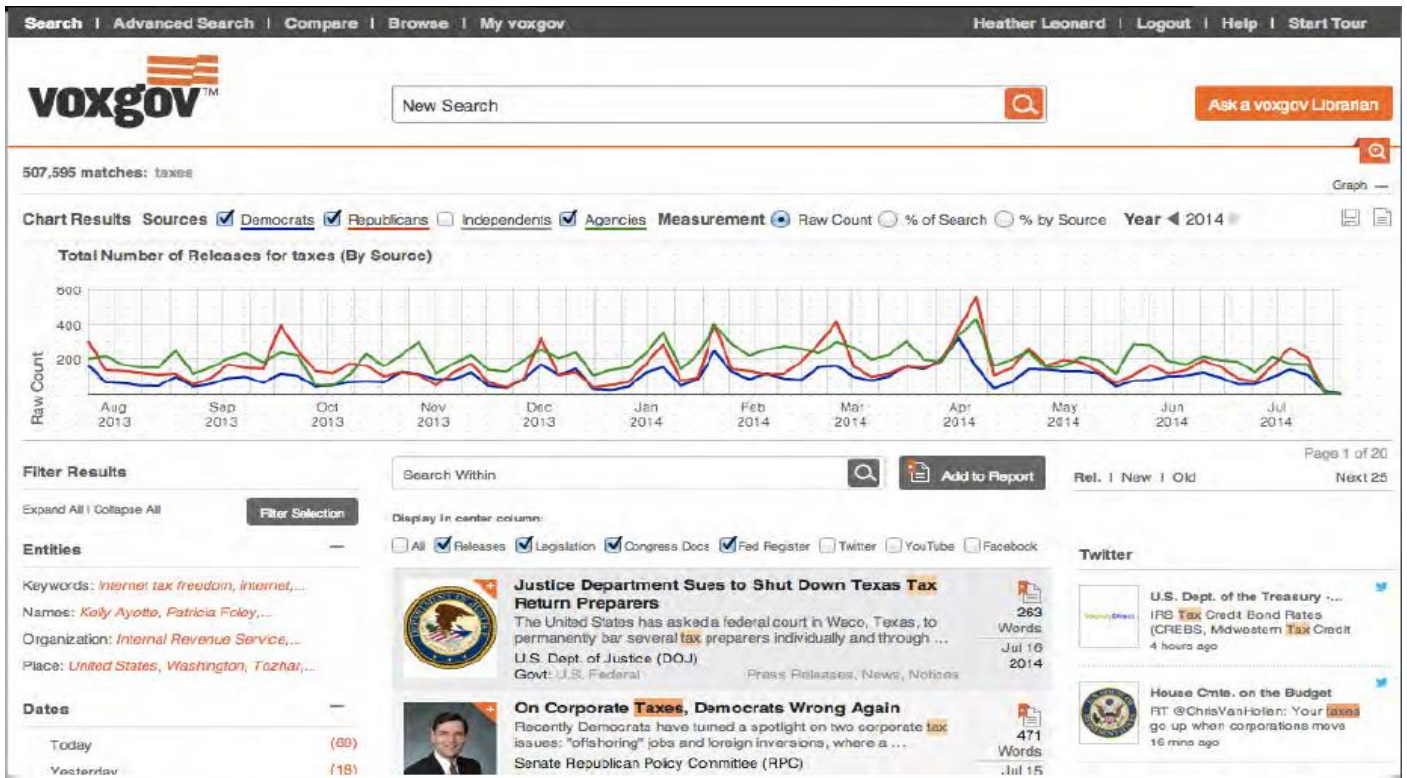 Search | Advanced Search | Compare | Browse | My voxgov
Heather Leonard | Logout | Help | Start Tour
voxgov™
New Search
Ask a voxgov Librarian
507,595 matches: taxes
Graph —
Chart Results Sources Democrats Republicans Independents Agencies Measurement Raw Count % of Search % by Source Year 2014
Total Number of Releases for taxes (By Source)
600
400
200
Raw Count
Aug 2013
Sep 2013
Oct 2013
Nov 2013
Dec 2013
Jan 2014
Feb 2014
Mar 2014
Apr 2014
May 2014
Jun 2014
Jul 2014
Page 1 of 20
Filter Results
Search Within
Add to Report
Rel. | New | Old
Next 25
Expand All | Collapse All
Filter Selection
Display in center column:
All Releases Legislation Congress Docs Fed Register Twitter YouTube Facebook
Entities —
Keywords: Internet tax freedom, internet,...
Names: Kelly Ayotte, Patricia Foley,...
Organization: Internal Revenue Service,...
Place: United States, Washington, Tozhai,...
Dates —
Today (69)
Yesterday (18)
Justice Department Sues to Shut Down Texas Tax
Return Preparers
The United States has asked a federal court in Waco, Texas, to
permanently bar several tax preparers individually and through ...
U.S. Dept. of Justice (DOJ)
Govt: U.S. Federal
Press Releases, News, Notices
263
Words
Jul 16
2014
On Corporate Taxes, Democrats Wrong Again
Recently Democrats have turned a spotlight on two corporate tax
issues: "offshoring" jobs and foreign inversions, where a ...
Senate Republican Policy Committee (RPC)
471
Words
Jul 15
Twitter
U.S. Dept. of the Treasury -...
IRS Tax Credit Bond Rates
(CREBS, Midwestern Tax Credit
4 hours ago
House Cmte. on the Budget
RT @ChrisVanHollen: Your taxes
go up when corporations move
16 mins ago